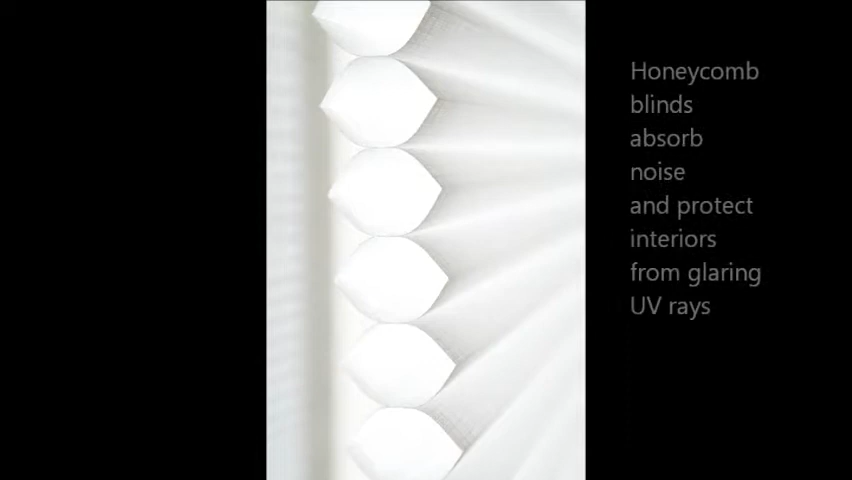 Honeycomb
blinds
absorb
noise
and protect
interiors
from glaring
UV rays